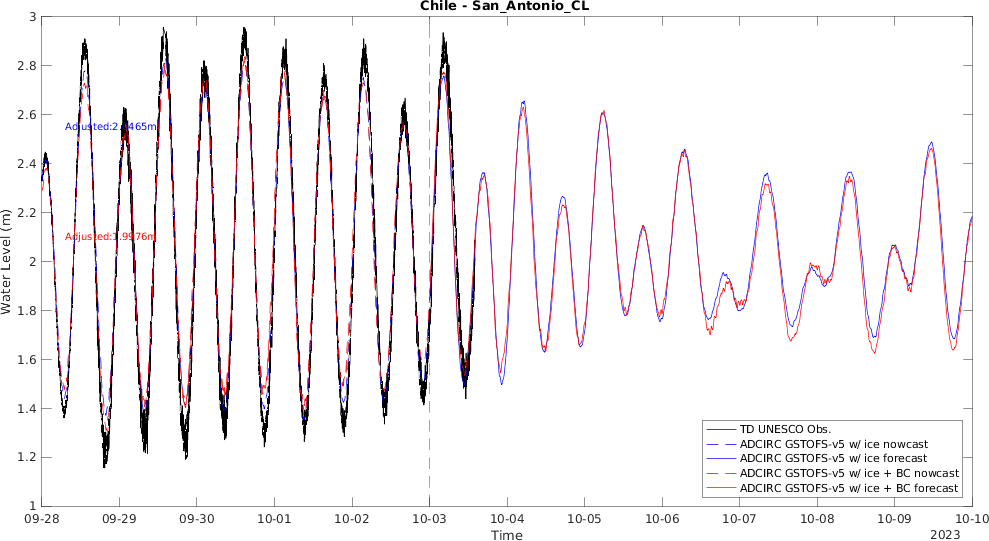 Chile - San_Antonio_CL
Water Level (m)
3
2.8
2.6
2.4
2.2
2
1.8
1.6
1.4
1.2
1
Adjusted:1.9976m
TD UNESCO Obs.
ADCIRC GSTOFS-v5 w/ ice nowcast
ADCIRC GSTOFS-v5 w/ ice forecast
ADCIRC GSTOFS-v5 w/ ice + BC nowcast
ADCIRC GSTOFS-v5 w/ ice + BC forecast
09-28 09-29 09-30 10-01 10-02 10-03 10-04 10-05 10-06 10-07 10-08 10-09 10-10
Time
2023